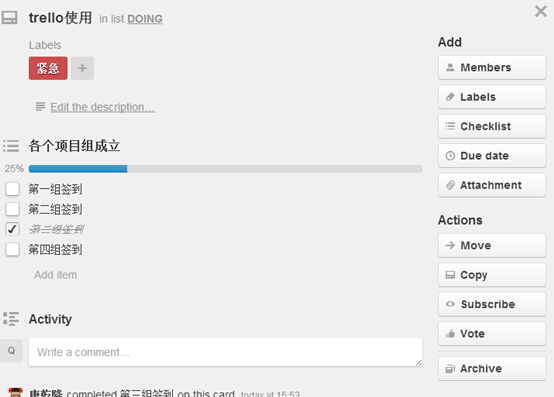 trello使用 in list DOING
Labels
紧急 +
Edit the description…
各个项目组成立
25%
第一组签到
第二组签到
第三组签到
第四组签到
Add item
Activity
Q
Write a comment…
唐乾隆 completed 第三组签到 on this card today at 15:53
Add
Members
Labels
Checklist
Due date
Attachment
Actions
Move
Copy
Subscribe
Vote
Archive